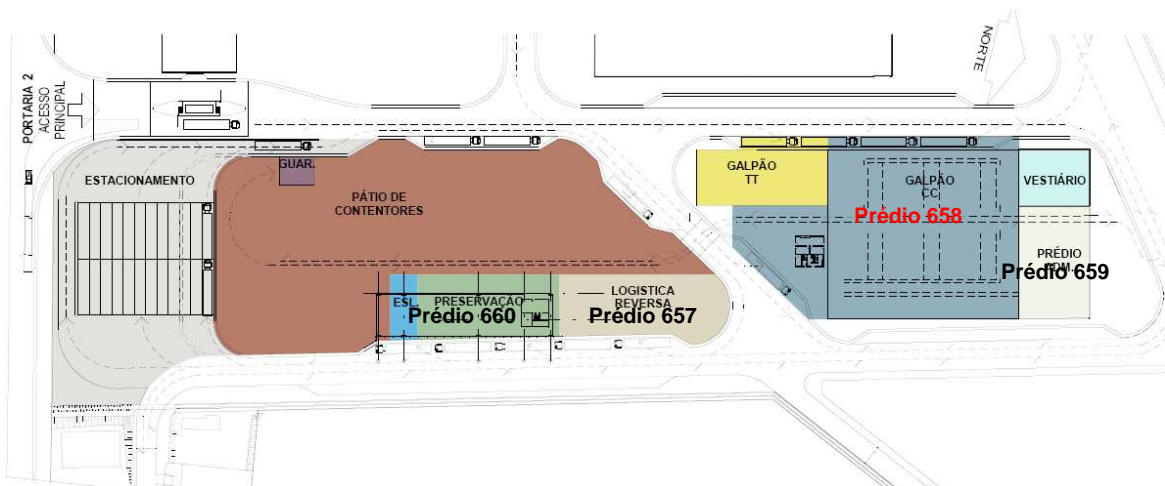 PORTARIA 2
ACESSO
PRINCIPAL
NORTE
GUAR.
ESTACIONAMENTO
PÁTIO DE
CONTENTORES
GALPÃO
TT
GALPÃO
CC
VESTIÁRIO
Prédio 658
PRÉDIO
Prédio 659
ESL.
PRESERVAÇÃO
Prédio 660
LOGISTICA
REVERSA
Prédio 657